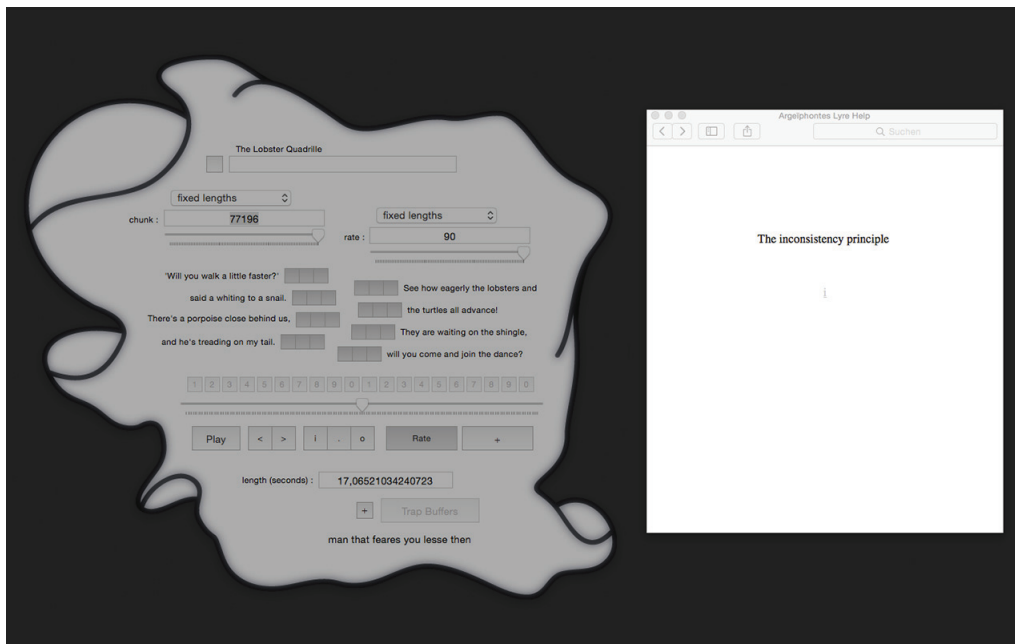 The Lobster Quadrille
fixed lengths
chunk :
77196
fixed lengths
rate :
90
'Will you walk a little faster?'
said a whiting to a snail.
There's a porpoise close behind us,
and he's treading on my tail.
See how eagerly the lobsters and
the turtles all advance!
They are waiting on the shingle,
will you come and join the dance?
1 2 3 4 5 6 7 8 9 0 1 2 3 4 5 6 7 8 9 0
Play < > i . o Rate +
length (seconds) : 17,06521034240723
+ Trap Buffers
man that feares you lesse then
Argelphontes Lyre Help
Suchen
The inconsistency principle